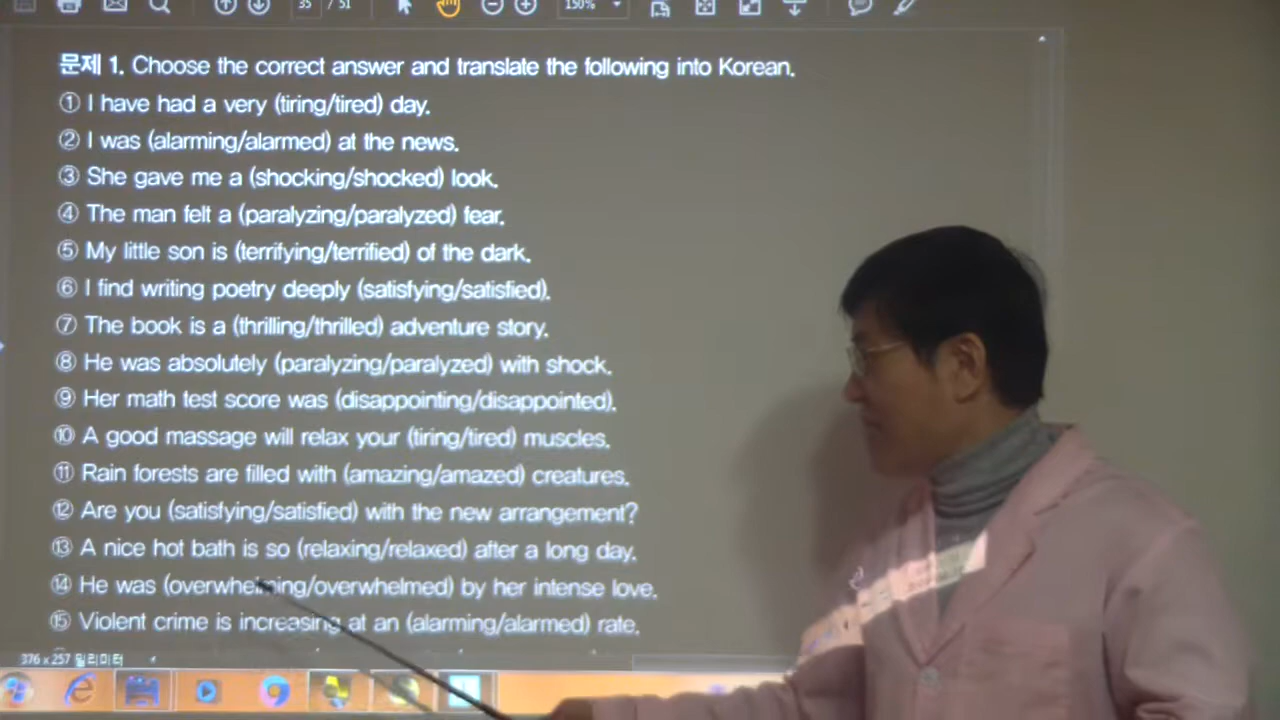 35 / 51
150%
문제 1. Choose the correct answer and translate the following into Korean.
① I have had a very (tiring/tired) day.
② I was (alarming/alarmed) at the news.
③ She gave me a (shocking/shocked) look.
④ The man felt a (paralyzing/paralyzed) fear.
⑤ My little son is (terrifying/terrified) of the dark.
⑥ I find writing poetry deeply (satisfying/satisfied).
⑦ The book is a (thrilling/thrilled) adventure story.
⑧ He was absolutely (paralyzing/paralyzed) with shock.
⑨ Her math test score was (disappointing/disappointed).
⑩ A good massage will relax your (tiring/tired) muscles.
⑪ Rain forests are filled with (amazing/amazed) creatures.
⑫ Are you (satisfying/satisfied) with the new arrangement?
⑬ A nice hot bath is so (relaxing/relaxed) after a long day.
⑭ He was (overwhelming/overwhelmed) by her intense love.
⑮ Violent crime is increasing at an (alarming/alarmed) rate.
376 x 257 밀리미터